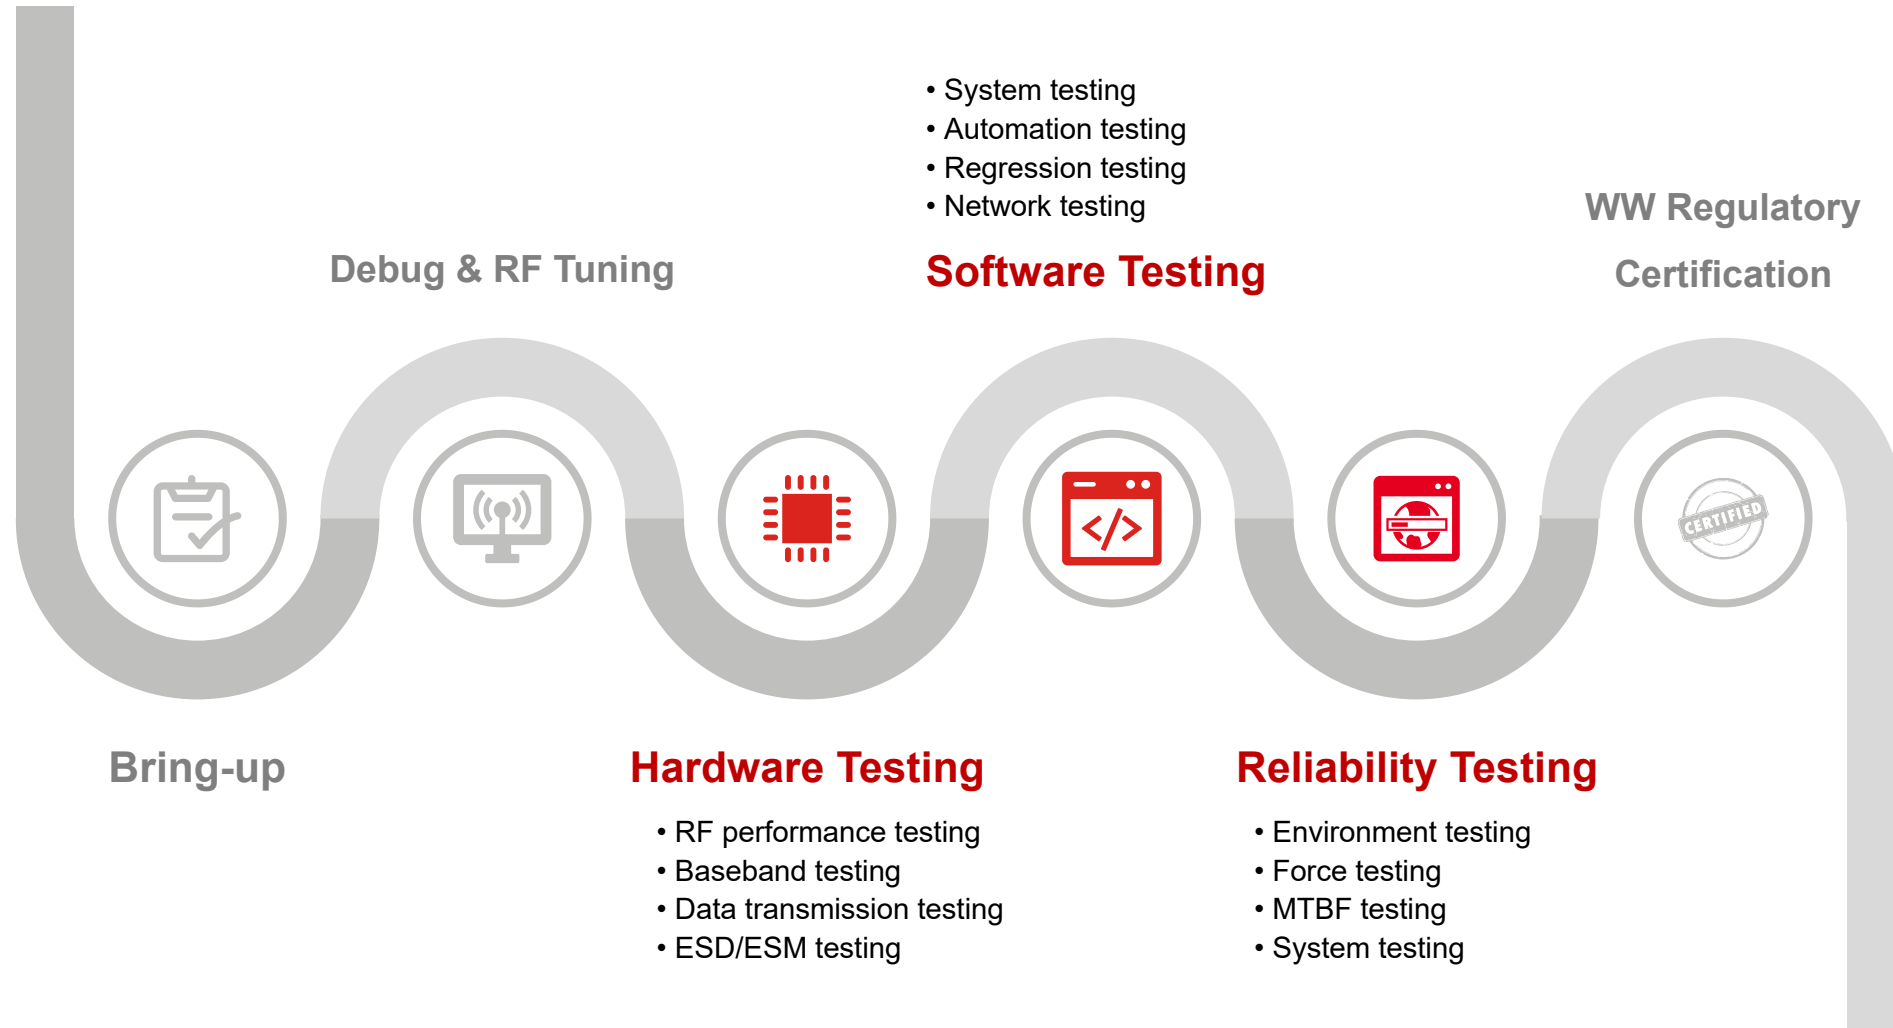 • System testing
• Automation testing
• Regression testing
• Network testing
WW Regulatory
Certification
Debug & RF Tuning
Software Testing
</>
CERTIFIED
Bring-up
Hardware Testing
Reliability Testing
• RF performance testing
• Baseband testing
• Data transmission testing
• ESD/ESM testing
• Environment testing
• Force testing
• MTBF testing
• System testing